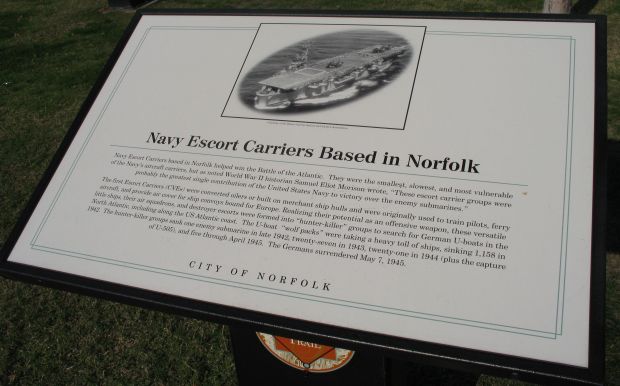 Navy Escort Carriers Based in Norfolk
Navy Escort Carriers based in Norfolk helped win the Battle of the Atlantic. They were the smallest, slowest, and most vulnerable
of the Navy's aircraft carriers, but as noted World War II historian Samuel Eliot Morison wrote, "These escort carrier groups were
probably the greatest single contribution of the United States Navy to victory over the enemy submarines."
The first Escort Carriers (CVEs) were converted oilers or built on merchant ship hulls and were originally used to train pilots, ferry
aircraft, and provide air cover for ship convoys bound for Europe. Realizing their potential as an offensive weapon, these versatile
little ships, their air squadrons, and destroyer escorts were formed into "hunter-killer" groups to search for German U-boats in the
North Atlantic, including along the US Atlantic coast. The U-boat "wolf packs" were taking a heavy toll of ships, sinking 1,158 in
1942. The hunter-killer groups sank one enemy submarine in late 1942, twenty-seven in 1943, twenty-one in 1944 (plus the capture
of U-505), and five through April 1945. The Germans surrendered May 7, 1945.
CITY OF NORFOLK
TRAIL